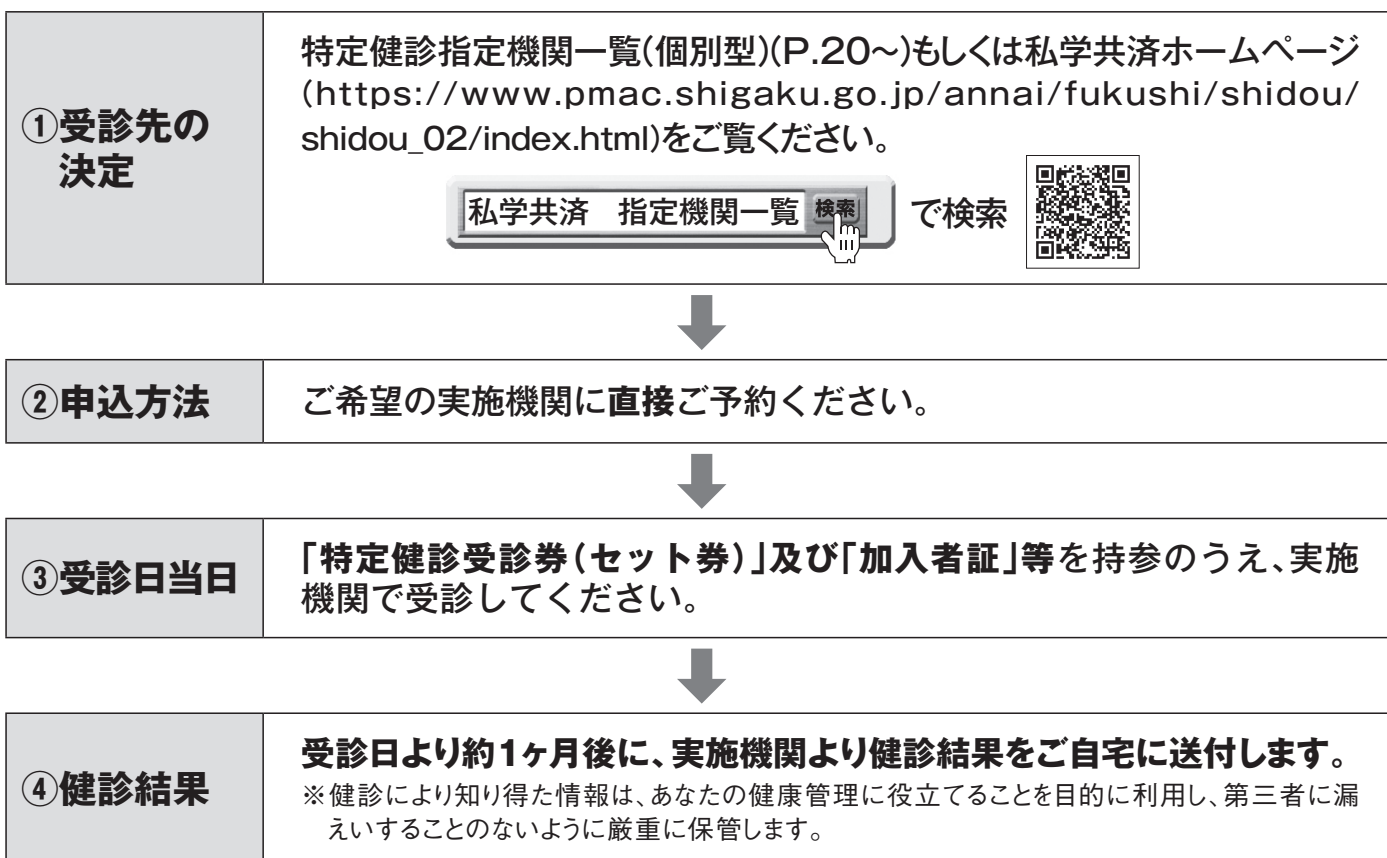 ①受診先の
決定
特定健診指定機関一覧(個別型)(P.20~)もしくは私学共済ホームページ
(https://www.pmac.shigaku.go.jp/annai/fukushi/shidou/
shidou_02/index.html)をご覧ください。
私学共済 指定機関一覧 検索 で検索
②申込方法
ご希望の実施機関に直接ご予約ください。
③受診日当日
「特定健診受診券(セット券)」及び「加入者証」等を持参のうえ、実施
機関で受診してください。
④健診結果
受診日より約1ヶ月後に、実施機関より健診結果をご自宅に送付します。
※健診により知り得た情報は、あなたの健康管理に役立てることを目的に利用し、第三者に漏
えいすることのないように厳重に保管します。